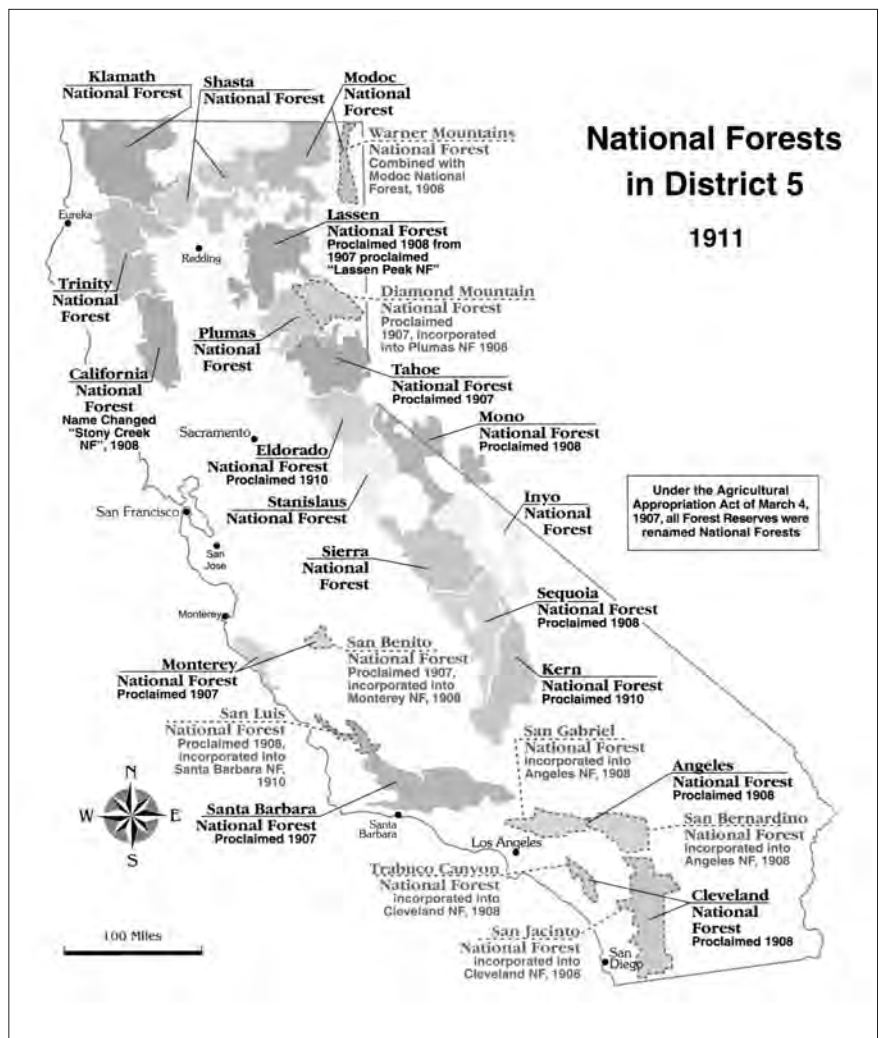 Klamath
National Forest
Shasta
National Forest
Modoc
National
Forest
Warner Mountains
National Forest
Combined with
Modoc National
Forest, 1908
National Forests
in District 5
1911
Eureka
Redding
Lassen
National Forest
Proclaimed 1908 from
1907 proclaimed
"Lassen Peak NF"
Trinity
National
Forest
Diamond Mountain
National Forest
Proclaimed
1907, incorporated
into Plumas NF 1908
Plumas
National
Forest
California
National
Forest
Name Changed
"Stony Creek
NF", 1908
Tahoe
National Forest
Proclaimed 1907
Mono
National Forest
Proclaimed 1908
Sacramento
Eldorado
National Forest
Proclaimed 1910
Stanislaus
National Forest
Inyo
National
Forest
Under the Agricultural
Appropriation Act of March 4,
1907, all Forest Reserves were
renamed National Forests
San Francisco
San
Jose
Sierra
National
Forest
Sequoia
National Forest
Proclaimed 1908
Monterey
Monterey
National Forest
Proclaimed 1907
San Benito
National Forest
Proclaimed 1907,
incorporated into
Monterey NF, 1908
Kern
National Forest
Proclaimed 1910
San Luis
National Forest
Proclaimed 1908,
incorporated into
Santa Barbara NF,
1910
San Gabriel
National Forest
incorporated into
Angeles NF, 1908
Angeles
National Forest
Proclaimed 1908
N
W
E
S
Santa Barbara
National Forest
Proclaimed 1907
Santa
Barbara
Los Angeles
San Bernardino
National Forest
incorporated into
Angeles NF, 1908
Trabuco Canyon
National Forest
incorporated into
Cleveland NF, 1908
Cleveland
National
Forest
Proclaimed 1908
San Jacinto
National Forest
incorporated into
Cleveland NF, 1908
San
Diego
100 Miles